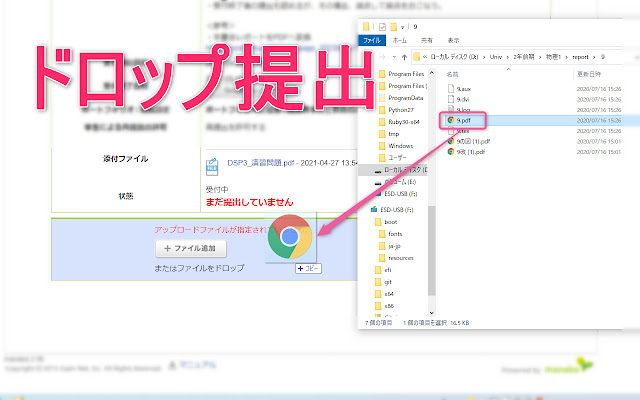 ドロップ提出
添付ファイル
DSP3_演習問題.pdf - 2021-04-27 13:54
状態
受付中
まだ提出していません
アップロードファイルが指定され
＋ ファイル追加
またはファイルをドロップ
+ コピー
マニュアル
Powered by manaba
9
ファイル
ホーム
共有
表示
ローカル ディスク (D:) > Univ > 2年前期 > 物理1 > report > 9
Program Files
Program Files
ProgramData
Python27
Ruby30-x64
tmp
Windows
ユーザー
ローカル ディスク (D
ボリューム (E:)
ESD-USB (F:)
ESD-USB (F:)
boot
fonts
ja-jp
resources
efi
git
x64
x86
名前
更新日時
9.aux 2020/07/16 15:26
9.dvi 2020/07/16 15:26
9.log 2020/07/16 15:26
9.pdf 2020/07/16 15:26
9.tex 2020/07/16 15:26
9の図 (1).pdf 2020/07/16 15:01
9改 (1).pdf 2020/07/16 15:01
7 個の項目
1 個の項目を選択 16.5 KB